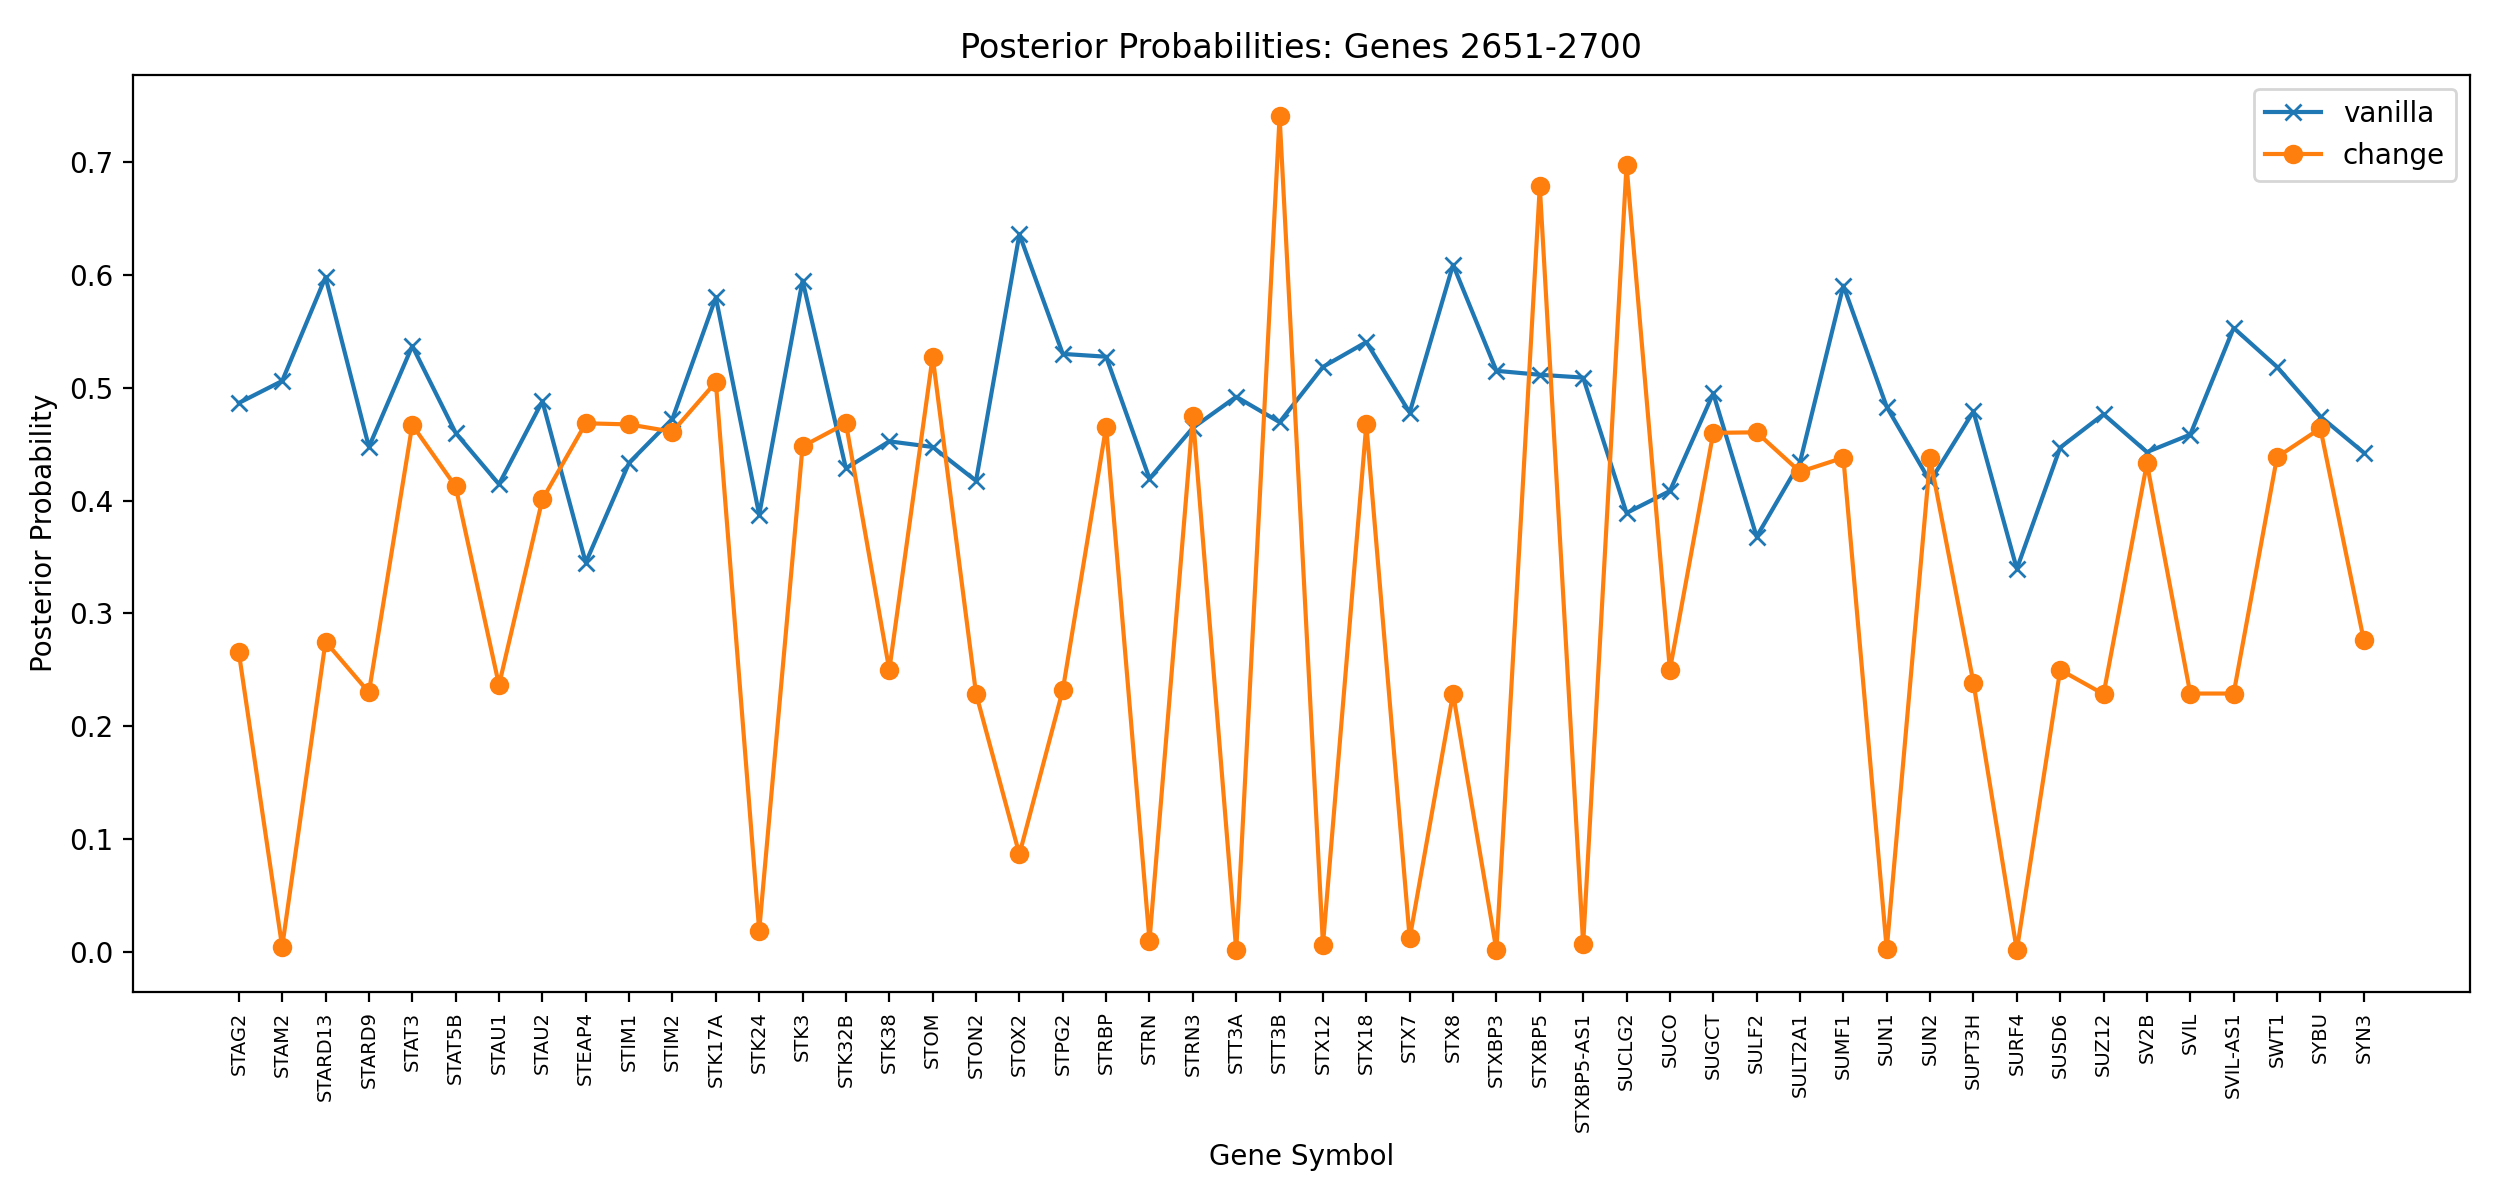 Posterior Probabilities: Genes 2651-2700
vanilla
change
Posterior Probability
0.7
0.6
0.5
0.4
0.3
0.2
0.1
0.0
STAG2
STAM2
STARD13
STARD9
STAT3
STAT5B
STAU1
STAU2
STEAP4
STIM1
STIM2
STK17A
STK24
STK3
STK32B
STK38
STOM
STON2
STOX2
STPG2
STRBP
STRN
STRN3
STT3A
STT3B
STX12
STX18
STX7
STX8
STXBP3
STXBP5
STXBP5-AS1
SUCLG2
SUCO
SUGCT
SULF2
SULT2A1
SUMF1
SUN1
SUN2
SUPT3H
SURF4
SUSD6
SUZ12
SV2B
SVIL
SVIL-AS1
SWT1
SYBU
SYN3
Gene Symbol